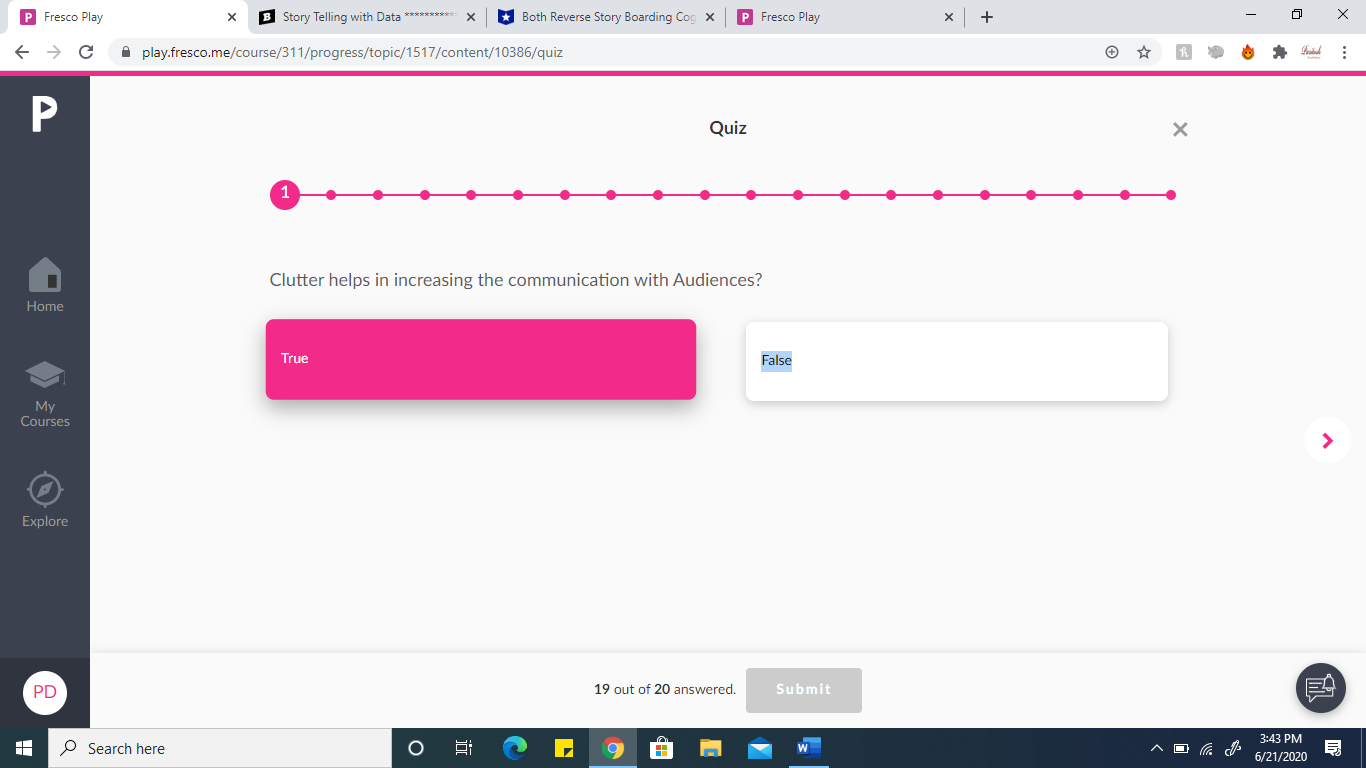 Fresco Play
Story Telling with Data ***********
Both Reverse Story Boarding Cog
Fresco Play
play.fresco.me/course/311/progress/topic/1517/content/10386/quiz
Quiz
1
Home
Clutter helps in increasing the communication with Audiences?
True
False
My
Courses
Explore
PD
19 out of 20 answered.
Submit
Search here
3:43 PM
6/21/2020